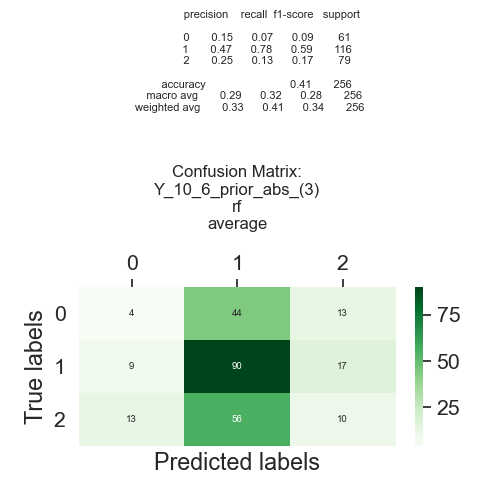 precision recall f1-score support
0 0.15 0.07 0.09 61
1 0.47 0.78 0.59 116
2 0.25 0.13 0.17 79
accuracy 0.41 256
macro avg 0.29 0.32 0.28 256
weighted avg 0.33 0.41 0.34 256
Confusion Matrix:
Y_10_6_prior_abs_(3)
rf
average
0 1 2
0 4 44 13
1 9 90 17
2 13 56 10
True labels
Predicted labels
75
50
25